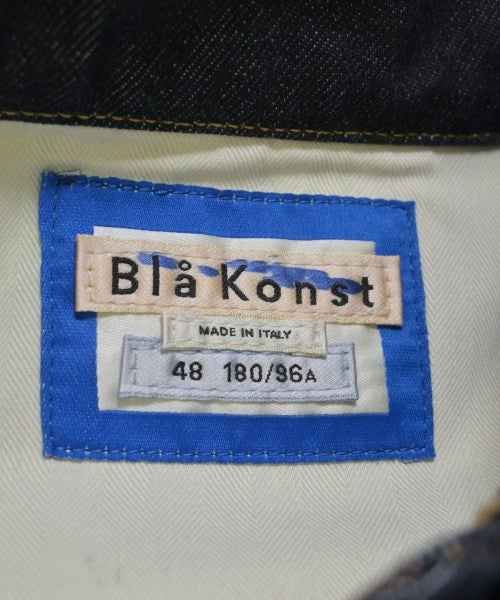 Blå Konst
MADE IN ITALY
48 180/96A